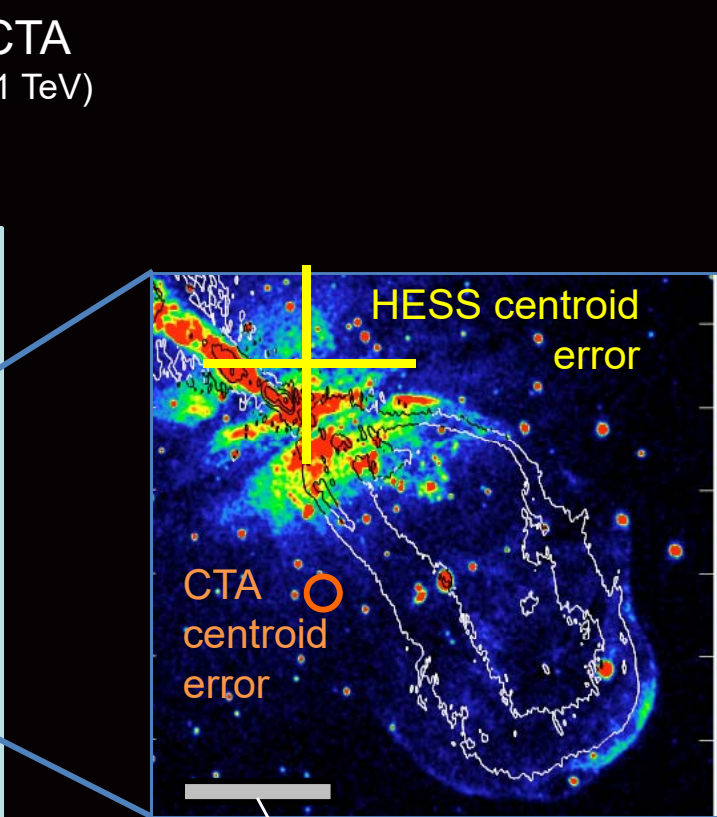 CTA
1 TeV)
HESS centroid
error
CTA
centroid
error